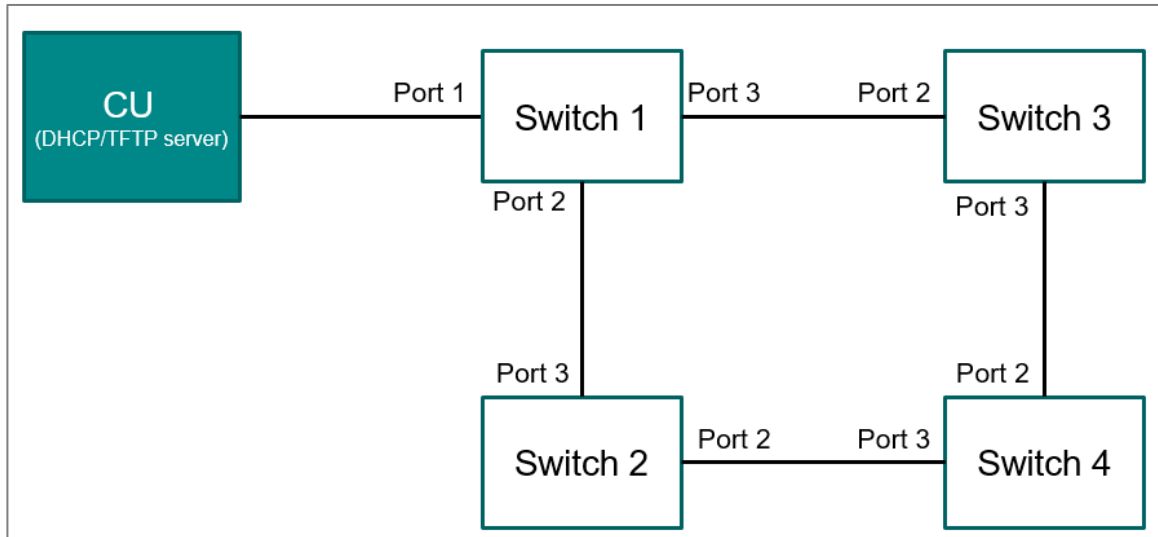 CU
(DHCP/TFTP server)
Port 1
Switch 1
Port 3
Port 2
Switch 3
Port 2
Port 3
Port 3
Port 2
Switch 2
Port 2
Port 3
Switch 4